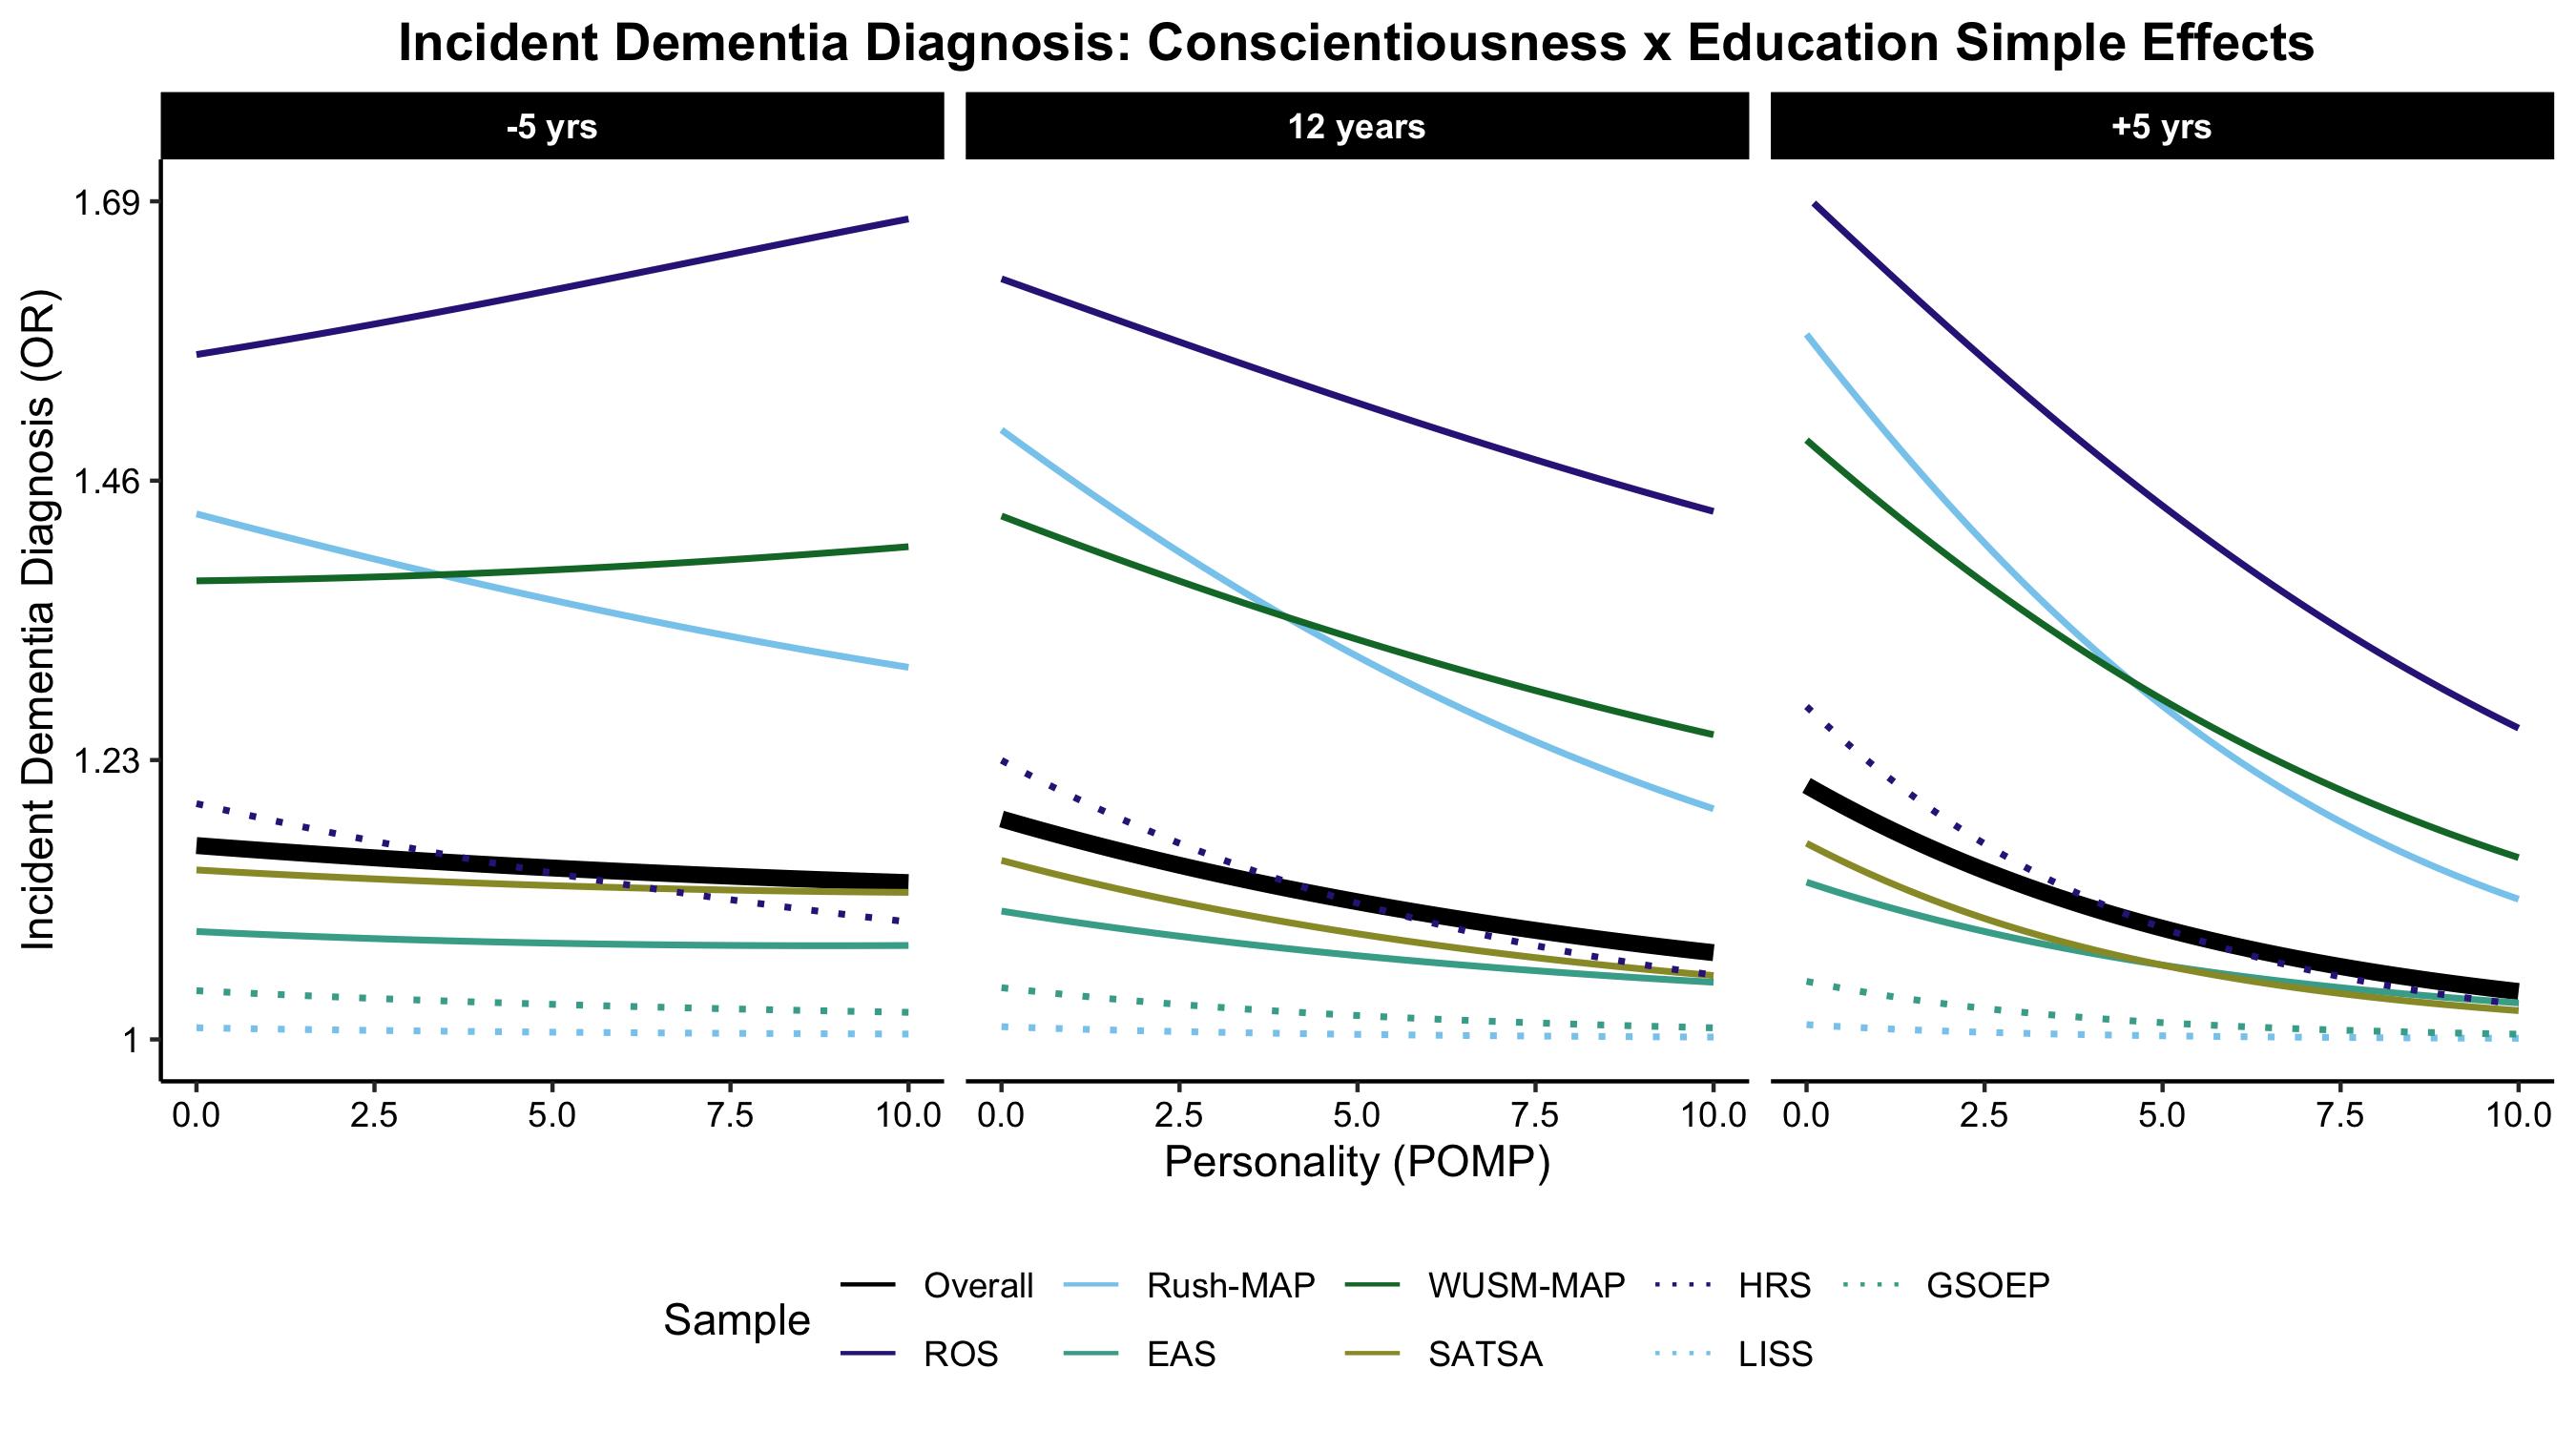 Incident Dementia Diagnosis: Conscientiousness x Education Simple Effects
-5 yrs
12 years
+5 yrs
Incident Dementia Diagnosis (OR)
1.69
1.46
1.23
1
0.0 2.5 5.0 7.5 10.0
0.0 2.5 5.0 7.5 10.0
0.0 2.5 5.0 7.5 10.0
Personality (POMP)
Sample
Overall Rush-MAP WUSM-MAP HRS GSOEP
ROS EAS SATSA LISS